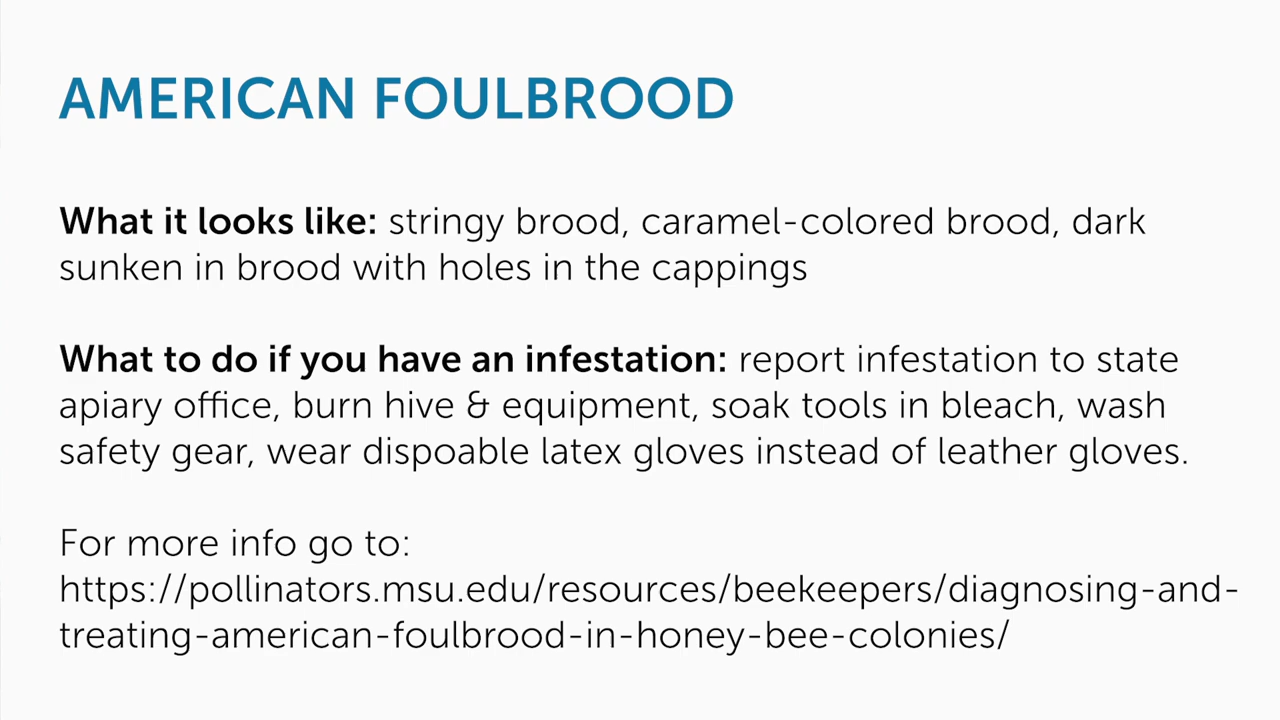 AMERICAN FOULBROOD
What it looks like: stringy brood, caramel-colored brood, dark
sunken in brood with holes in the cappings
What to do if you have an infestation: report infestation to state
apiary office, burn hive & equipment, soak tools in bleach, wash
safety gear, wear dispoable latex gloves instead of leather gloves.
For more info go to:
https://pollinators.msu.edu/resources/beekeepers/diagnosing-and-
treating-american-foulbrood-in-honey-bee-colonies/